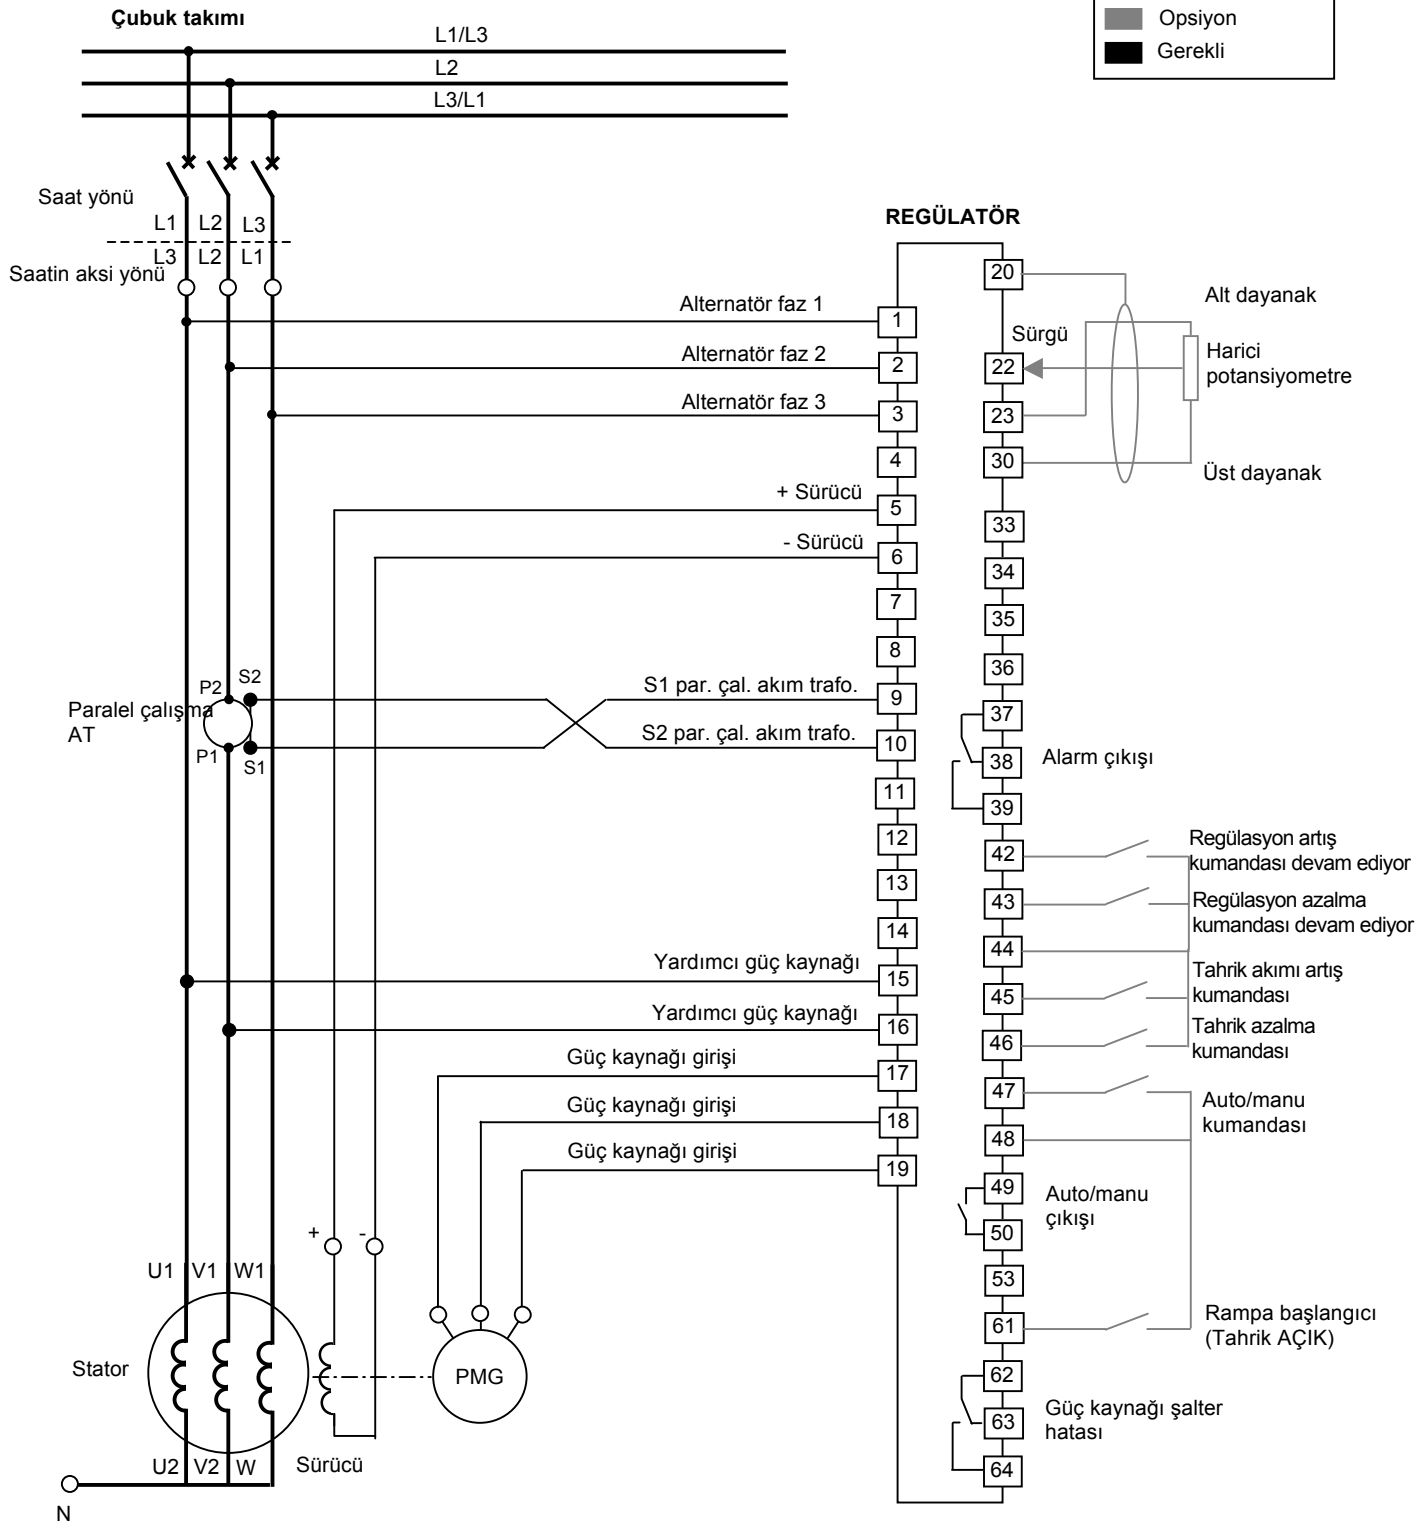 Çubuk takımı
Opsiyon
Gerekli
L1/L3
L2
L3/L1
Saat yönü
L1 L2 L3
L3 L2 L1
Saatin aksi yönü
REGÜLATÖR
20
Alt dayanak
Alternatör faz 1
1
Sürgü
Harici
potansiyometre
Alternatör faz 2
2
22
Alternatör faz 3
3
23
4
30
Üst dayanak
+ Sürücü
5
33
- Sürücü
6
34
7
35
8
36
P2
S2
S1 par. çal. akım trafo.
9
37
Paralel çalışma
AT
P1
S1
S2 par. çal. akım trafo.
10
38
Alarm çıkışı
11
39
12
42
Regülasyon artış
kumandası devam ediyor
13
43
Regülasyon azalma
kumandası devam ediyor
14
44
Yardımcı güç kaynağı
15
45
Tahrik akımı artış
kumandası
Yardımcı güç kaynağı
16
46
Tahrik azalma
kumandası
Güç kaynağı girişi
17
47
Auto/manu
kumandası
Güç kaynağı girişi
18
48
Güç kaynağı girişi
19
49
Auto/manu
çıkışı
50
+
-
U1 V1 W1
53
61
Rampa başlangıcı
(Tahrik AÇIK)
Stator
PMG
62
Güç kaynağı şalter
hatası
63
U2 V2 W
Sürücü
64
N